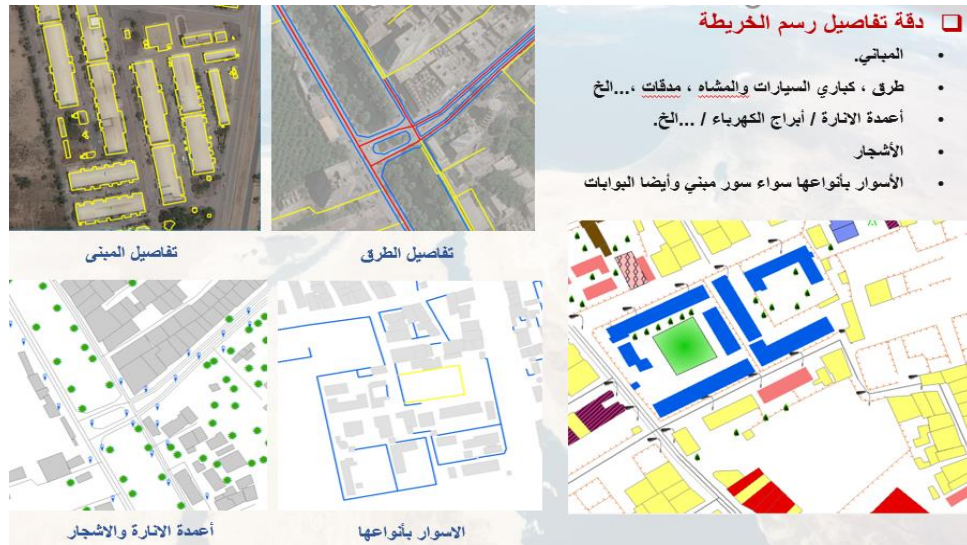 دقة تفاصيل رسم الخريطة
المباني.
طرق ، كباري السيارات والمشاه ، مدقات ،...الخ
أعمدة الانارة / أبراج الكهرباء / ...الخ.
الأشجار
الأسوار بأنواعها سواء سور مبني وأيضا البوابات
تفاصيل الطرق
تفاصيل المبنى
الاسوار بأنواعها
أعمدة الانارة والاشجار